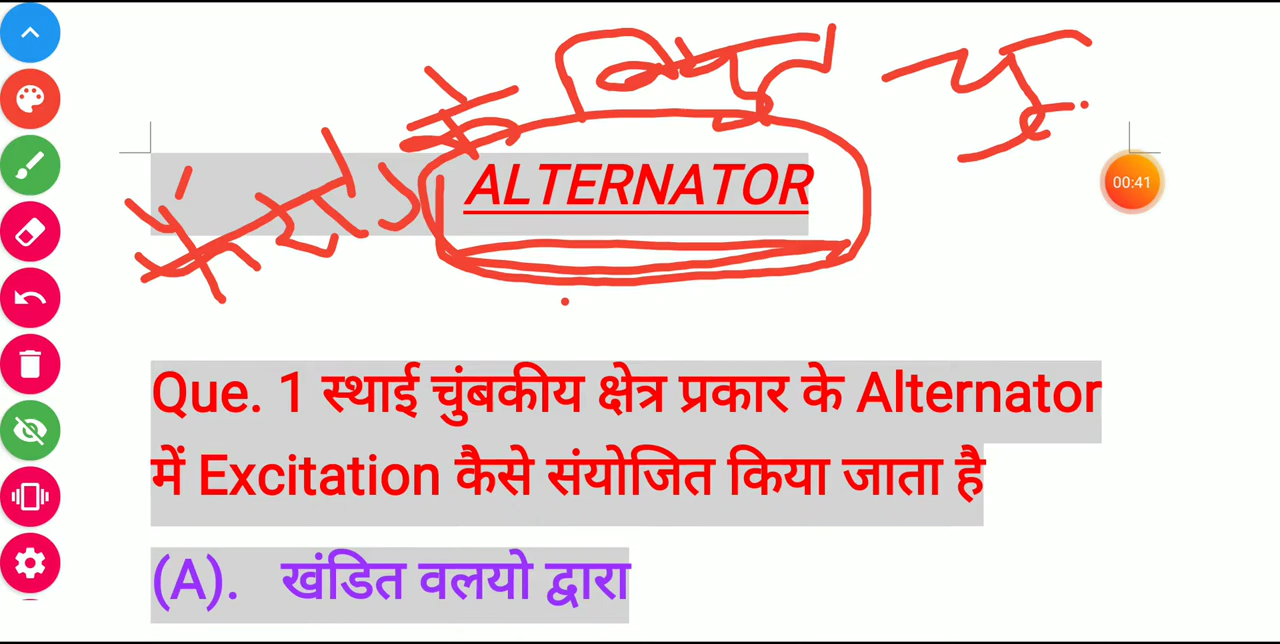 ALTERNATOR
00:41
Que. 1 स्थाई चुंबकीय क्षेत्र प्रकार के Alternator
में Excitation कैसे संयोजित किया जाता है
(A). खंडित वलयो द्वारा